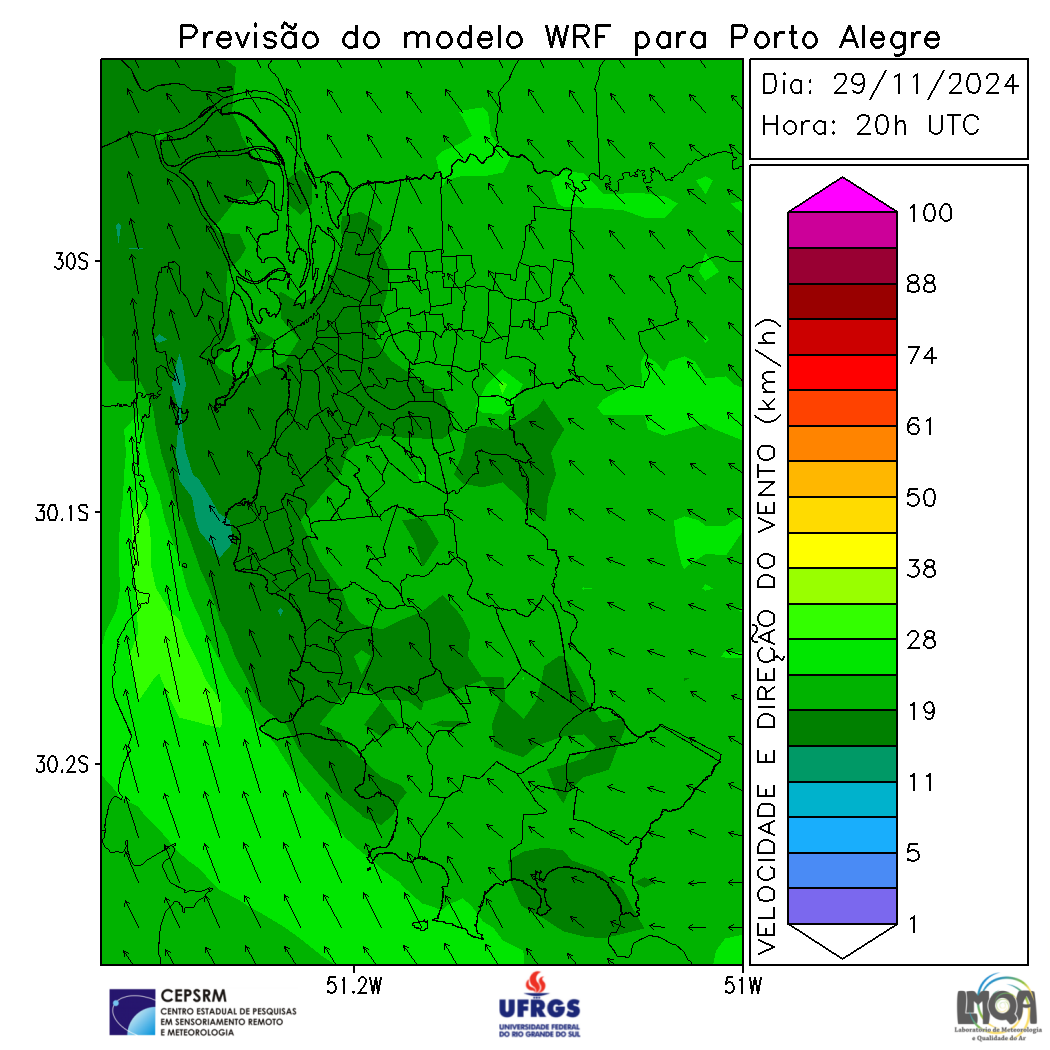 Previsão do modelo WRF para Porto Alegre
Dia: 29/11/2024
Hora: 20h UTC
30S
30.1S
30.2S
51.2W
51W
VELOCIDADE E DIREÇÃO DO VENTO (km/h)
100
88
74
61
50
38
28
19
11
5
1
CEPSRM
CENTRO ESTADUAL DE PESQUISAS
EM SENSORIAMENTO REMOTO
E METEOROLOGIA
UFRGS
UNIVERSIDADE FEDERAL
DO RIO GRANDE DO SUL
LMQA
Laboratório de Meteorologia
e Qualidade do Ar